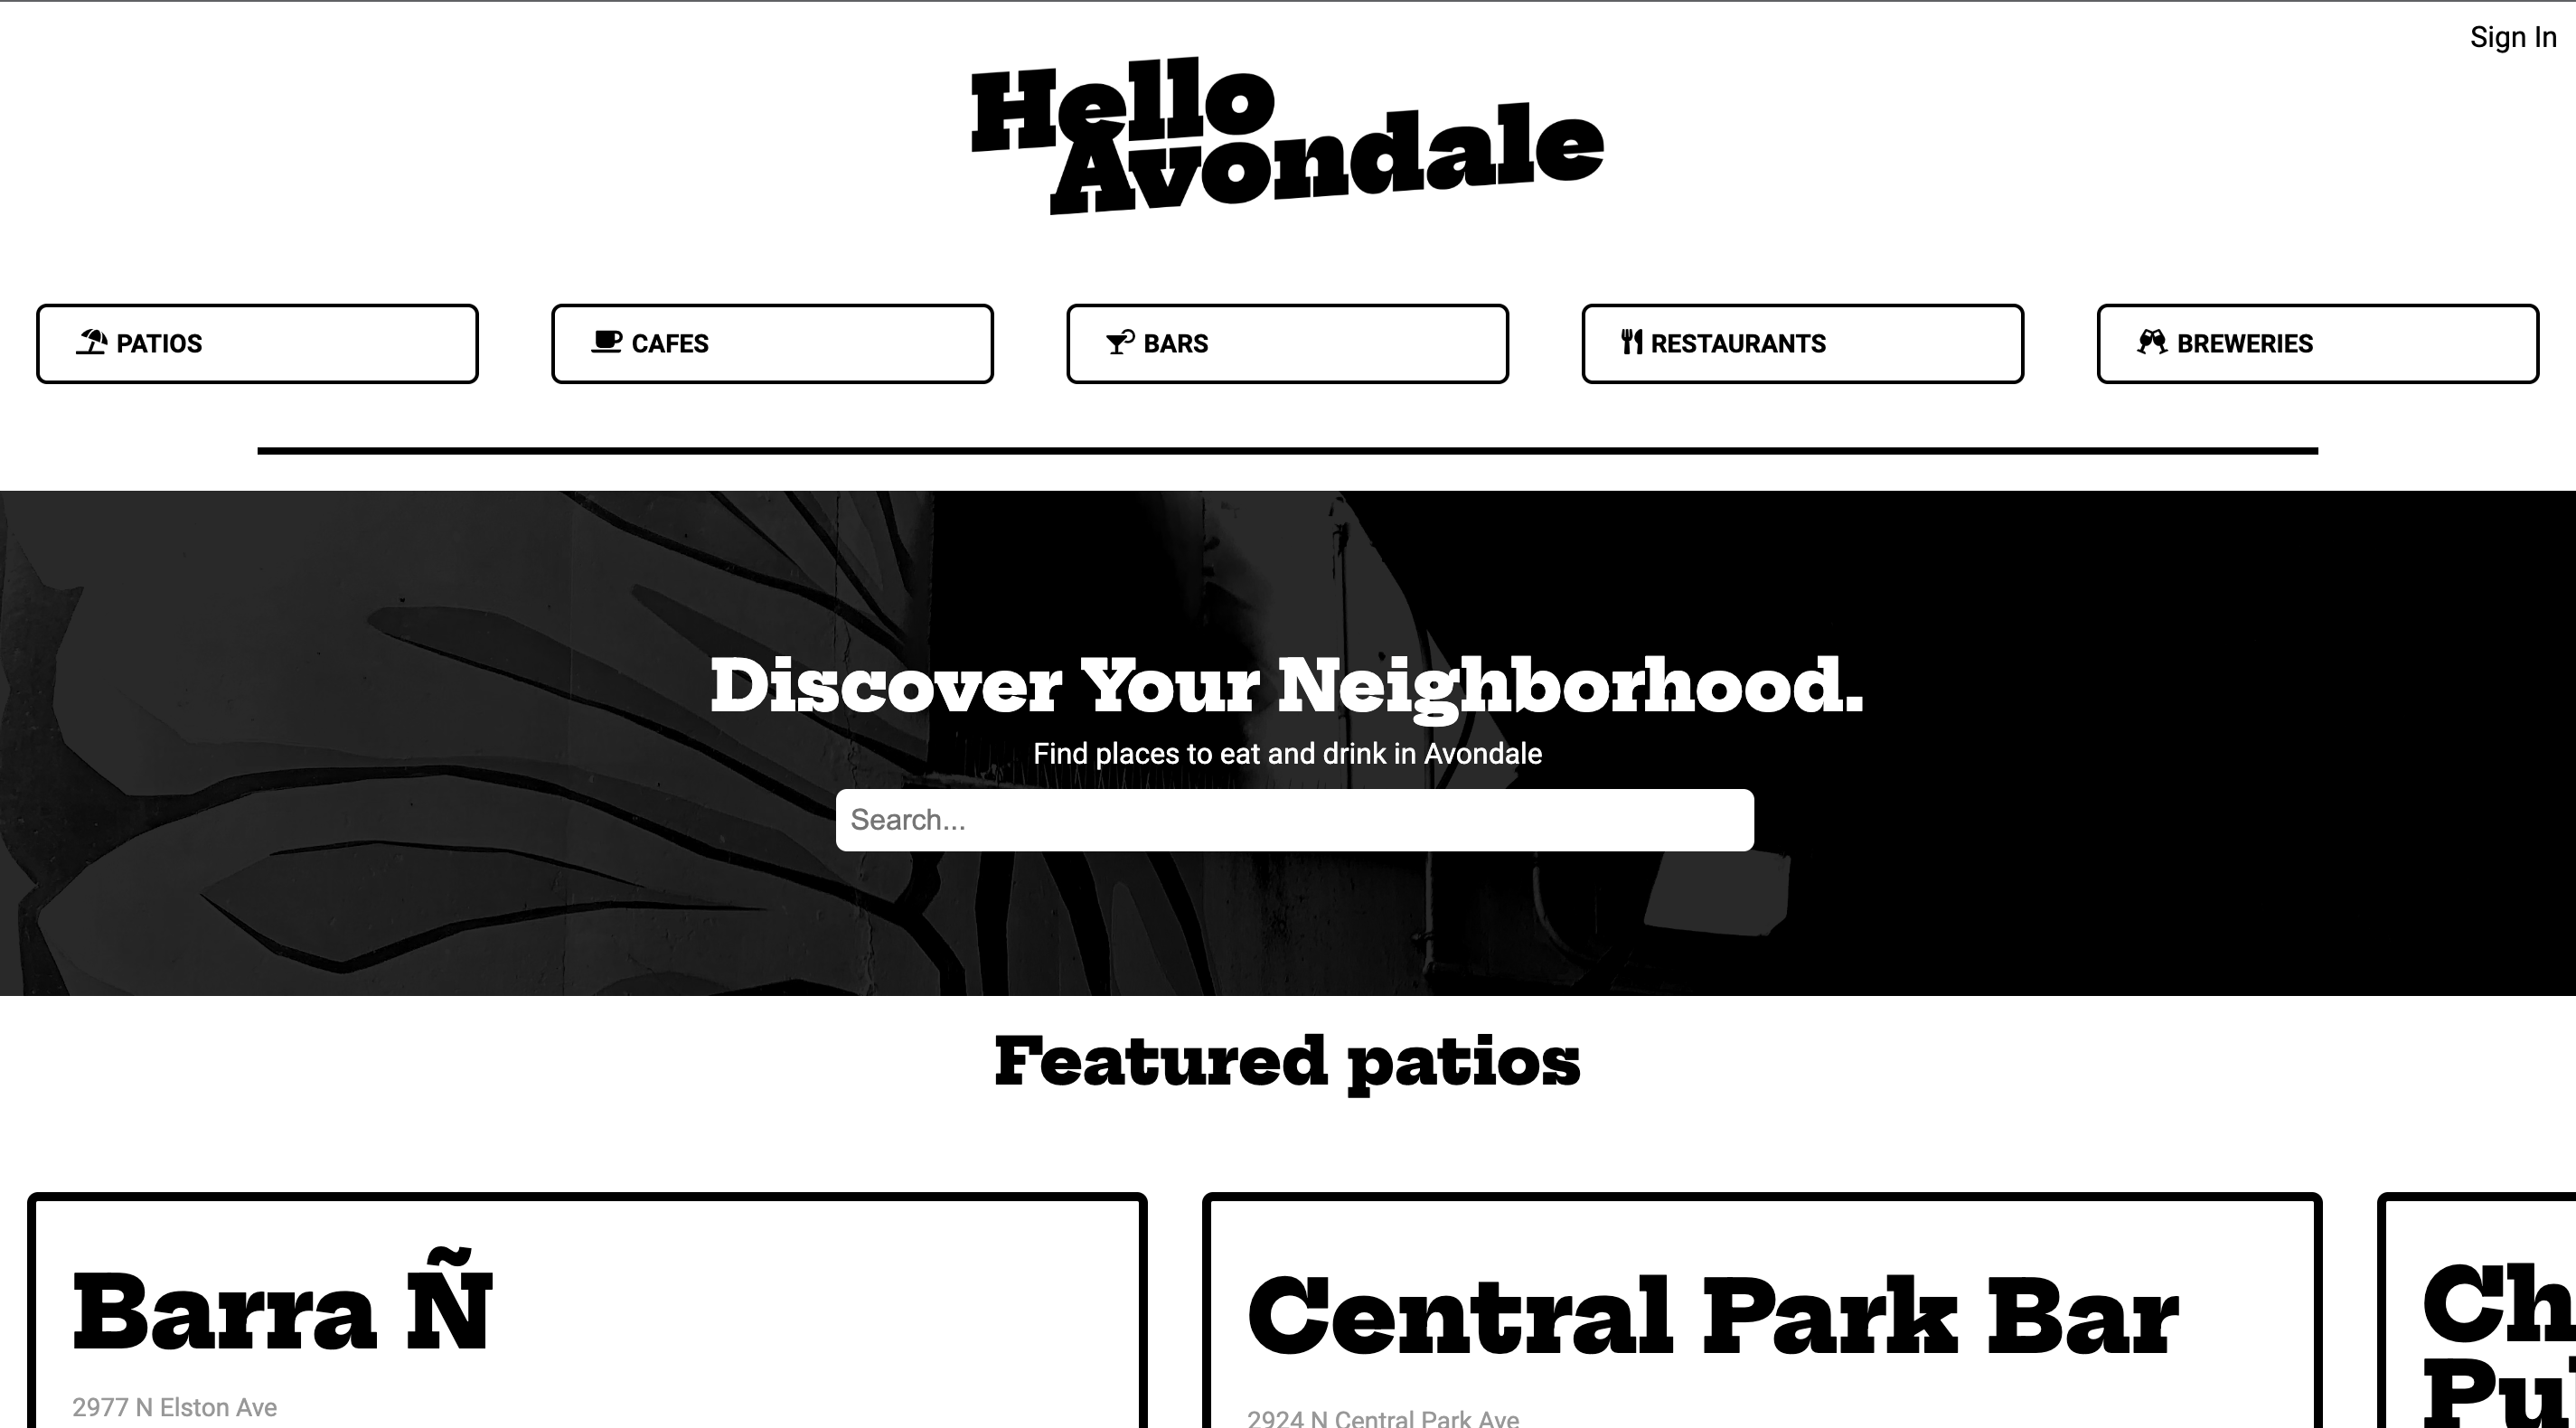 Sign In
Hello
Avondale
PATIOS
CAFES
BARS
RESTAURANTS
BREWERIES
Discover Your Neighborhood.
Find places to eat and drink in Avondale
Search...
Featured patios
Barra Ñ
2977 N Elston Ave
Central Park Bar
2924 N Central Park Ave
Ch